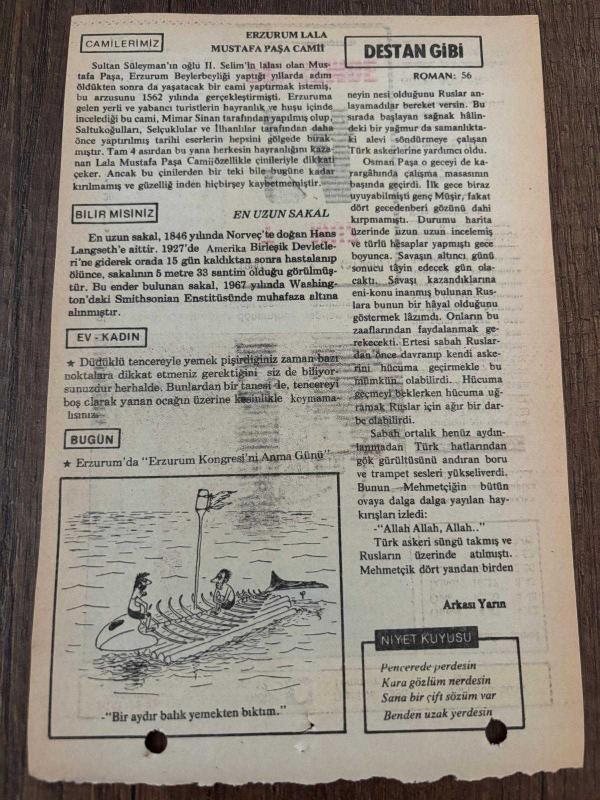 CAMİLERİMİZ
ERZURUM LALA
MUSTAFA PAŞA CAMİİ
Sultan Süleyman'ın oğlu II. Selim'in lalası olan Mus-
tafa Paşa, Erzurum Beylerbeyliği yaptığı yıllarda adını
öldükten sonra da yaşatacak bir cami yaptırmak istemiş,
bu arzusunu 1562 yılında gerçekleştirmişti. Erzuruma
gelen yerli ve yabancı turistlerin hayranlık ve huşu içinde
incelediği bu cami, Mimar Sinan tarafından yapılmış olup,
Saltukoğulları, Selçuklular ve İlhanlılar tarafından daha
önce yaptırılmış tarihi eserlerin hepsini gölgede bırak-
mıştır. Tam 4 asırdan bu yana herkesin hayranlığını kaza-
nan Lala Mustafa Paşa Camiiözellikle çinileriyle dikkati
çeker. Ancak bu çinilerden bir teki bile bugüne kadar
kırılmamış ve güzelliği inden hiçbirşey kaybetmemiştir.
BİLİR MİSİNİZ
EN UZUN SAKAL
En uzun sakal, 1846 yılında Norveç'te doğan Hans
Langseth'e aittir. 1927'de Amerika Birleşik Devletle-
ri'ne giderek orada 15 gün kaldıktan sonra hastalanıp
ölünce, sakalının 5 metre 33 santim olduğu görülmüş-
tür. Bu ender bulunan sakal, 1967 yılında Washing-
ton'daki Smithsonian Enstitüsünde muhafaza altına
alınmıştır.
EV - KADIN
★ Düdüklü tencereyle yemek pişirdiginiz zaman bazı
noktalara dikkat etmeniz gerektiğini siz de biliyor-
sunuzdur herhalde. Bunlardan bir tanesi de, tencereyi
boş olarak yanan ocağın üzerine kesinlikle koymama-
lısınız.
BUGÜN
★ Erzurum'da "Erzurum Kongresi'ni Anma Günü"
-"Bir aydır balık yemekten bıktım."
DESTAN GİBİ
ROMAN: 56
neyin nesi olduğunu Ruslar an-
layamadılar bereket versin. Bu
sırada başlayan sağnak hâlin-
deki bir yağmur da samanlıkta-
ki alevi söndürmeye çalışan
Türk askerlerine yardımcı oldu.
Osman Paşa o geceyi de ka-
rargâhında çalışma masasının
başında geçirdi. İlk gece biraz
uyuyabilmişti genç Müşir, fakat
dört gecedenberi gözünü dahi
kırpmamıştı. Durumu harita
üzerinde uzun uzun incelemiş
ve türlü hesaplar yapmıştı gece
boyunca. Savaşın altıncı günü
sonucu tâyin edecek gün ola-
caktı. Savaşı kazandıklarına
eni-konu inanmış bulunan Rus-
lara bunun bir hâyal olduğunu
göstermek lâzımdı. Onların bu
zaaflarından faydalanmak ge-
rekecekti. Ertesi sabah Ruslar-
dan önce davranıp kendi aske-
rini hücuma geçirmekle bu
mümkün olabilirdi. Hücuma
geçmeyi beklerken hücuma uğ-
ramak Ruslar için ağır bir dar-
be olabilirdi.
Sabah ortalık henüz aydın-
lanmadan Türk hatlarından
gök gürültüsünü andıran boru
ve trampet sesleri yükseliverdi.
Bunun Mehmetçiğin bütün
ovaya dalga dalga yayılan hay-
kırışları izledi:
-"Allah Allah, Allah.."
Türk askeri süngü takmış ve
Rusların üzerinde atılmıştı.
Mehmetçik dört yandan birden
Arkası Yarın
NİYET KUYUSU
Pencerede perdesin
Kara gözlüm nerdesin
Sana bir çift sözüm var
Benden uzak yerdesin